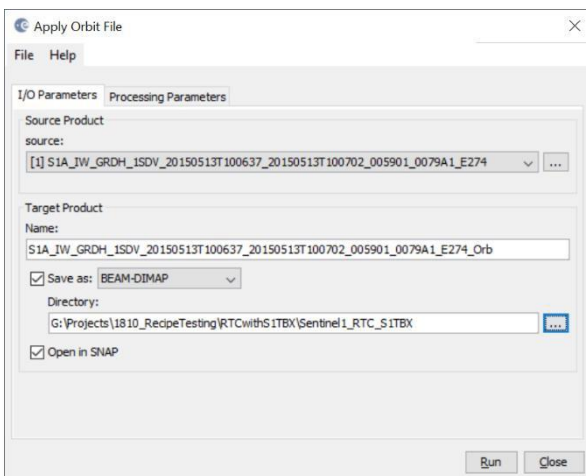 Apply Orbit File
File Help
I/O Parameters Processing Parameters
Source Product
source:
[1] S1A_IW_GRDH_1SDV_20150513T100637_20150513T100702_005901_0079A1_E274 ...
Target Product
Name:
S1A_IW_GRDH_1SDV_20150513T100637_20150513T100702_005901_0079A1_E274_Orb
Save as: BEAM-DIMAP
Directory:
G:\Projects\1810_RecipeTesting\RTCwithS1TBX\Sentinel1_RTC_S1TBX ...
Open in SNAP
Run Close